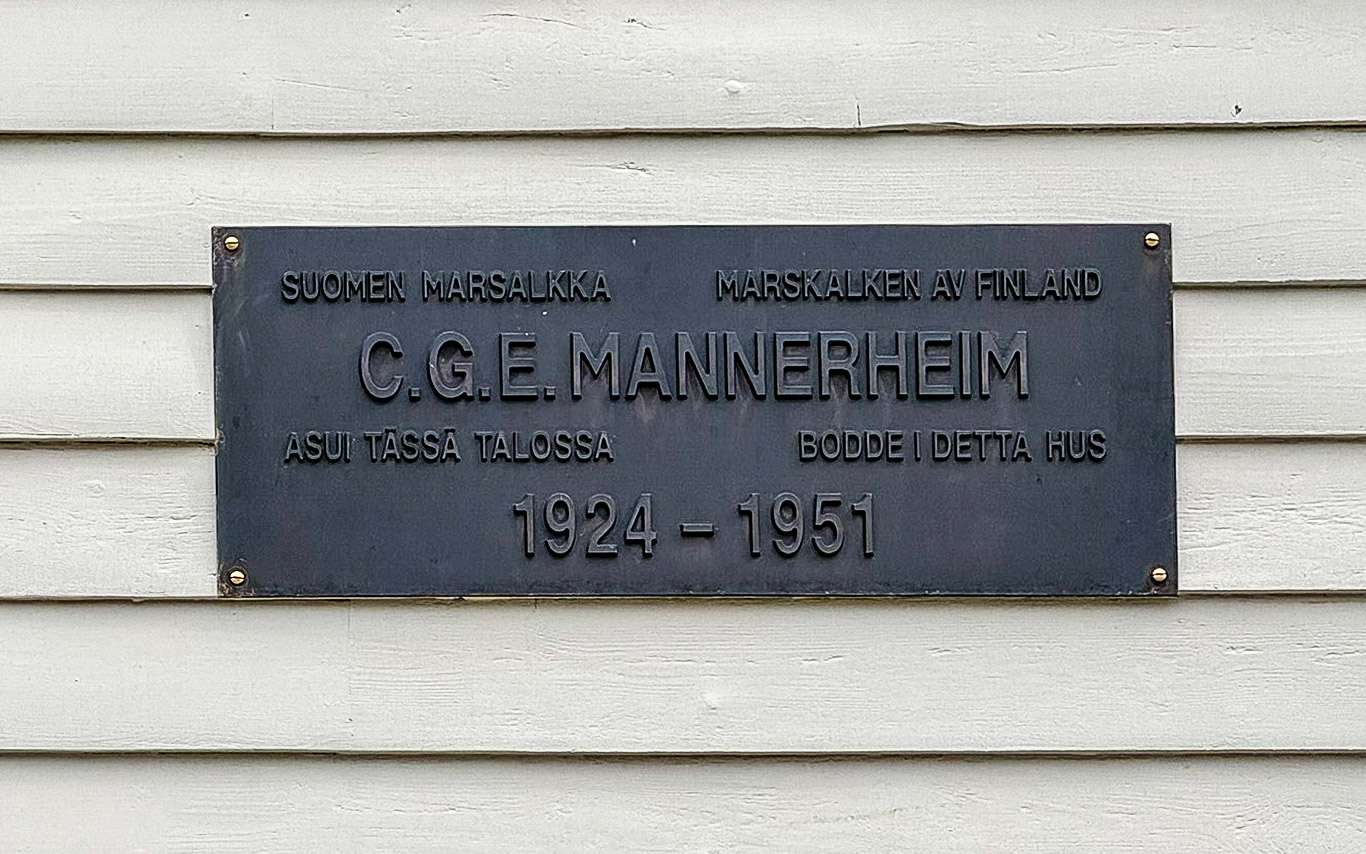 SUOMEN MARSALKKA MARSKALKEN AV FINLAND
C.G.E. MANNERHEIM
ASUI TÄSSÄ TALOSSA BODDE I DETTA HUS
1924 – 1951